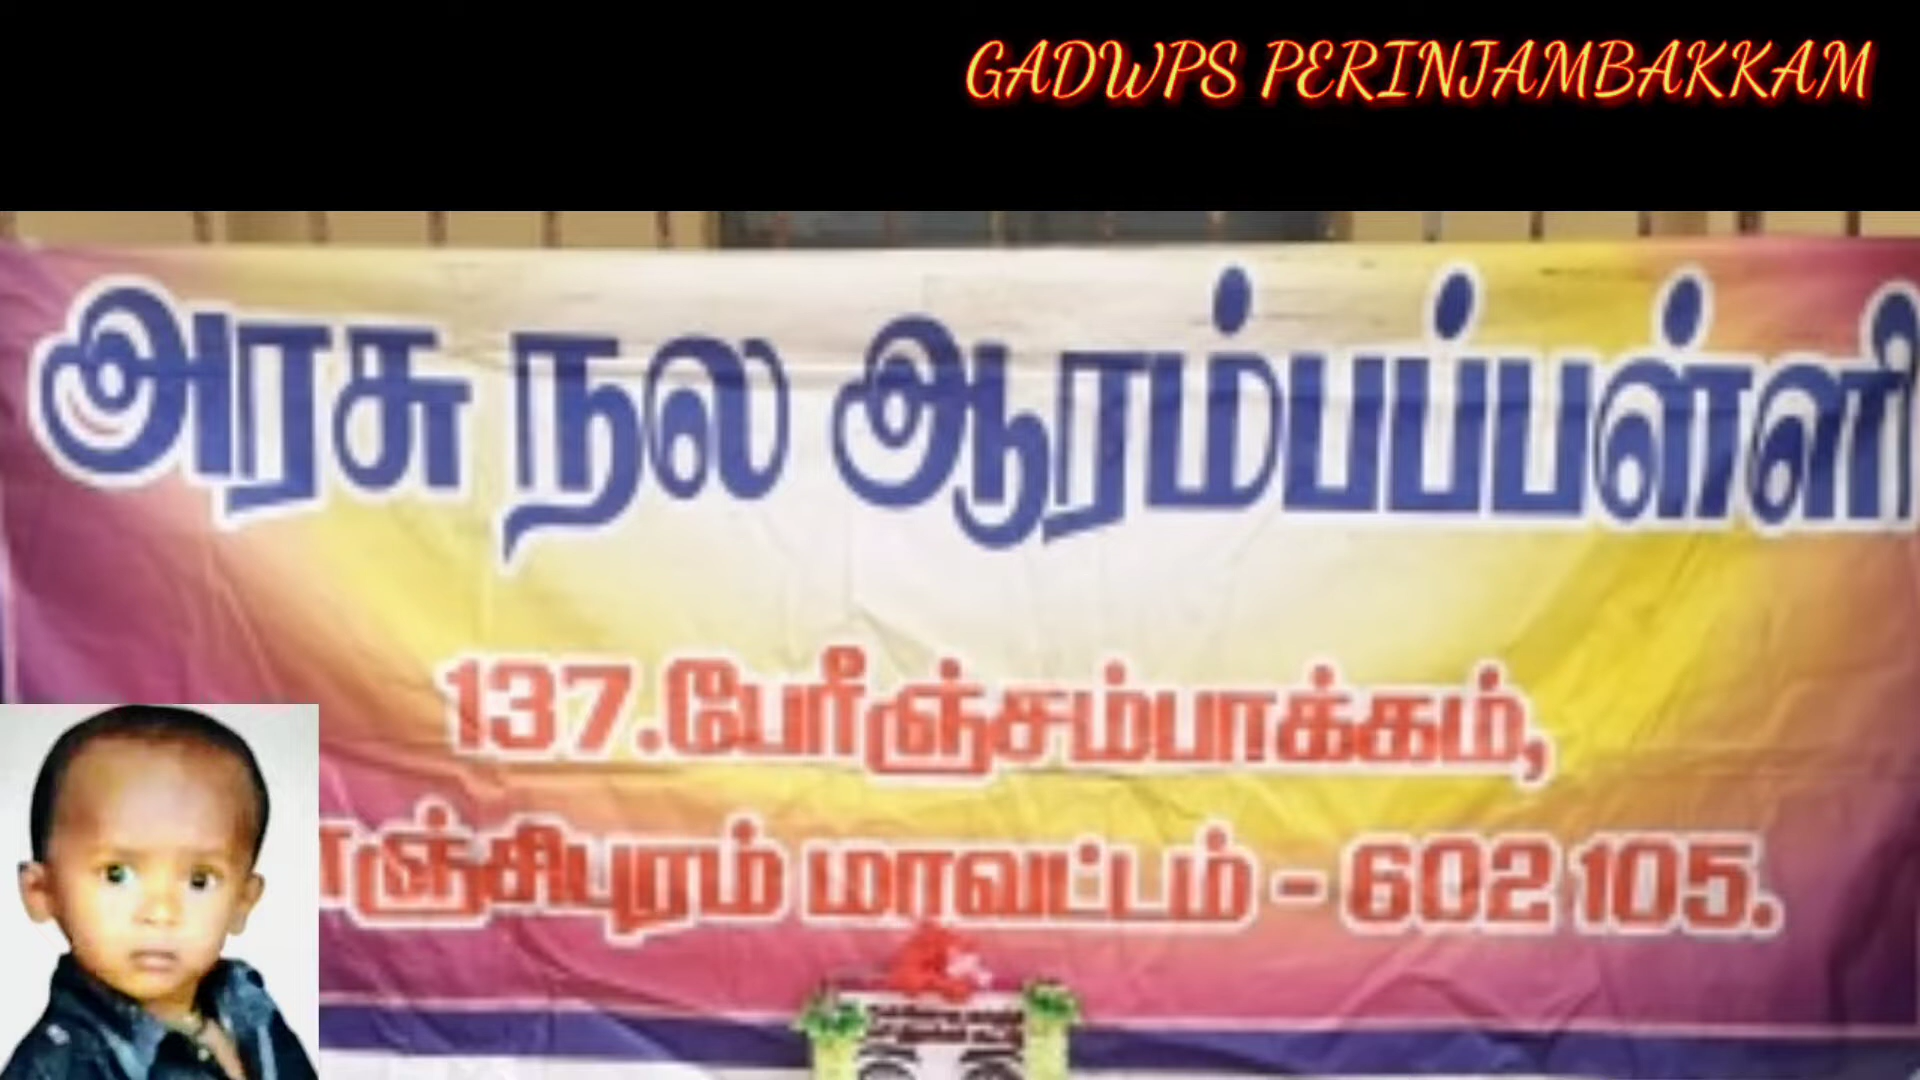 GADWPS PERINJAMBAKKAM
அரசு நல ஆரம்பப்பள்ளி
137.பேரீஞ்சம்பாக்கம்,
ாஞ்சிபுரம் மாவட்டம் - 602 105.